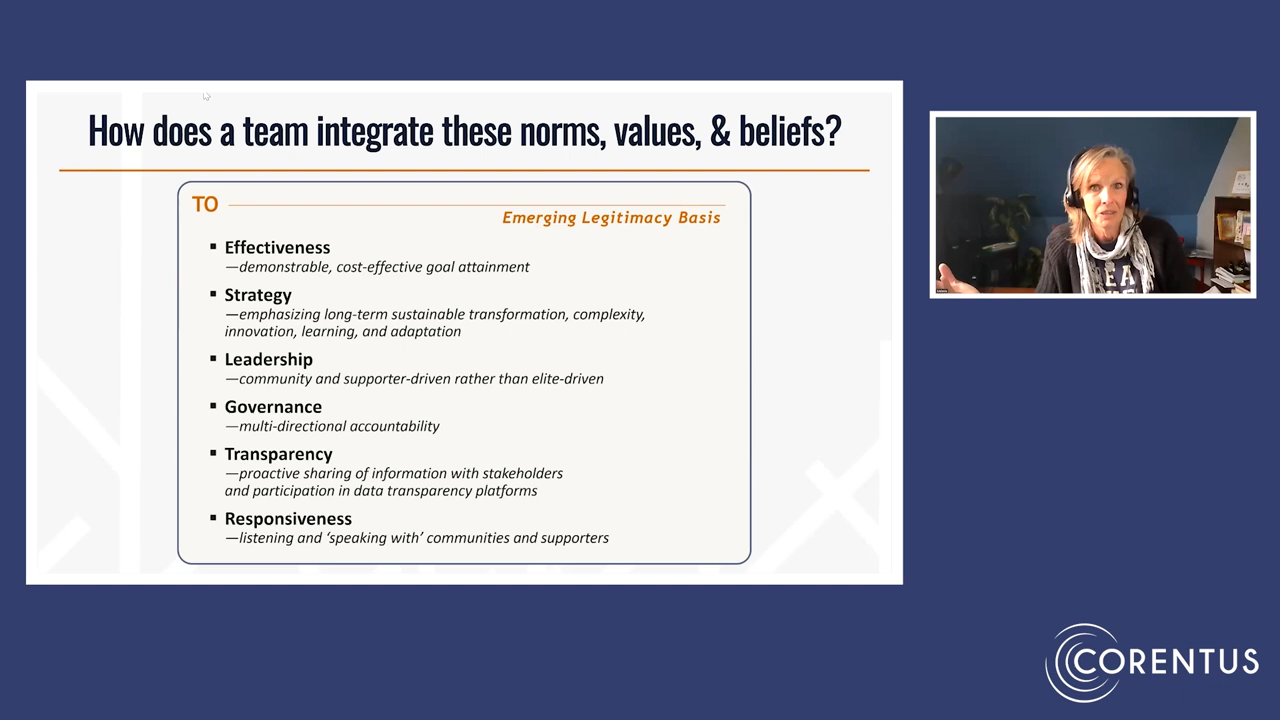 How does a team integrate these norms, values, & beliefs?
TO
Emerging Legitimacy Basis
▪ Effectiveness
—demonstrable, cost-effective goal attainment
▪ Strategy
—emphasizing long-term sustainable transformation, complexity,
innovation, learning, and adaptation
▪ Leadership
—community and supporter-driven rather than elite-driven
▪ Governance
—multi-directional accountability
▪ Transparency
—proactive sharing of information with stakeholders
and participation in data transparency platforms
▪ Responsiveness
—listening and ‘speaking with’ communities and supporters
CORENTUS